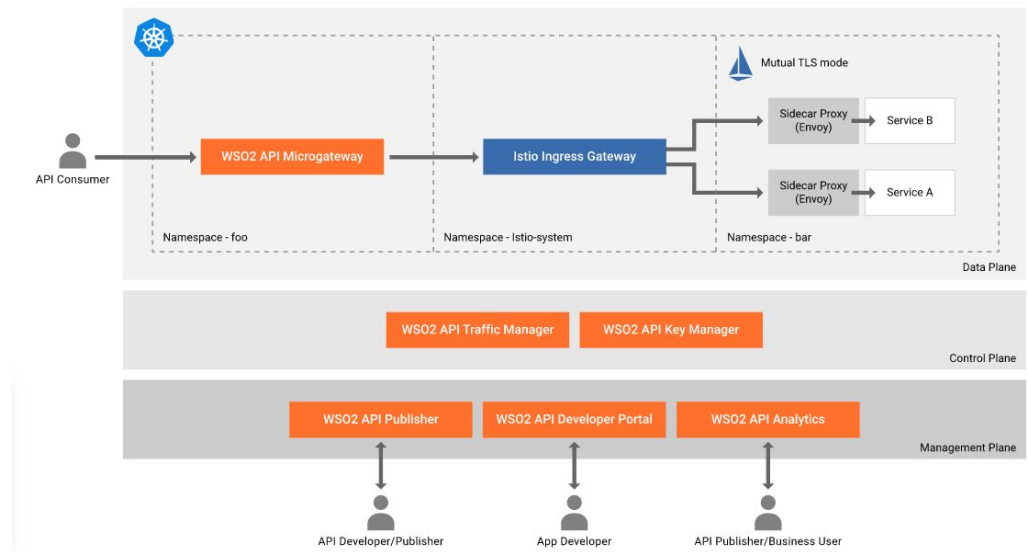 Mutual TLS mode
Sidecar Proxy
(Envoy)
Service B
API Consumer
WSO2 API Microgateway
Istio Ingress Gateway
Sidecar Proxy
(Envoy)
Service A
Namespace - foo
Namespace - Istio-system
Namespace - bar
Data Plane
WSO2 API Traffic Manager
WSO2 API Key Manager
Control Plane
WSO2 API Publisher
WSO2 API Developer Portal
WSO2 API Analytics
Management Plane
API Developer/Publisher
App Developer
API Publisher/Business User